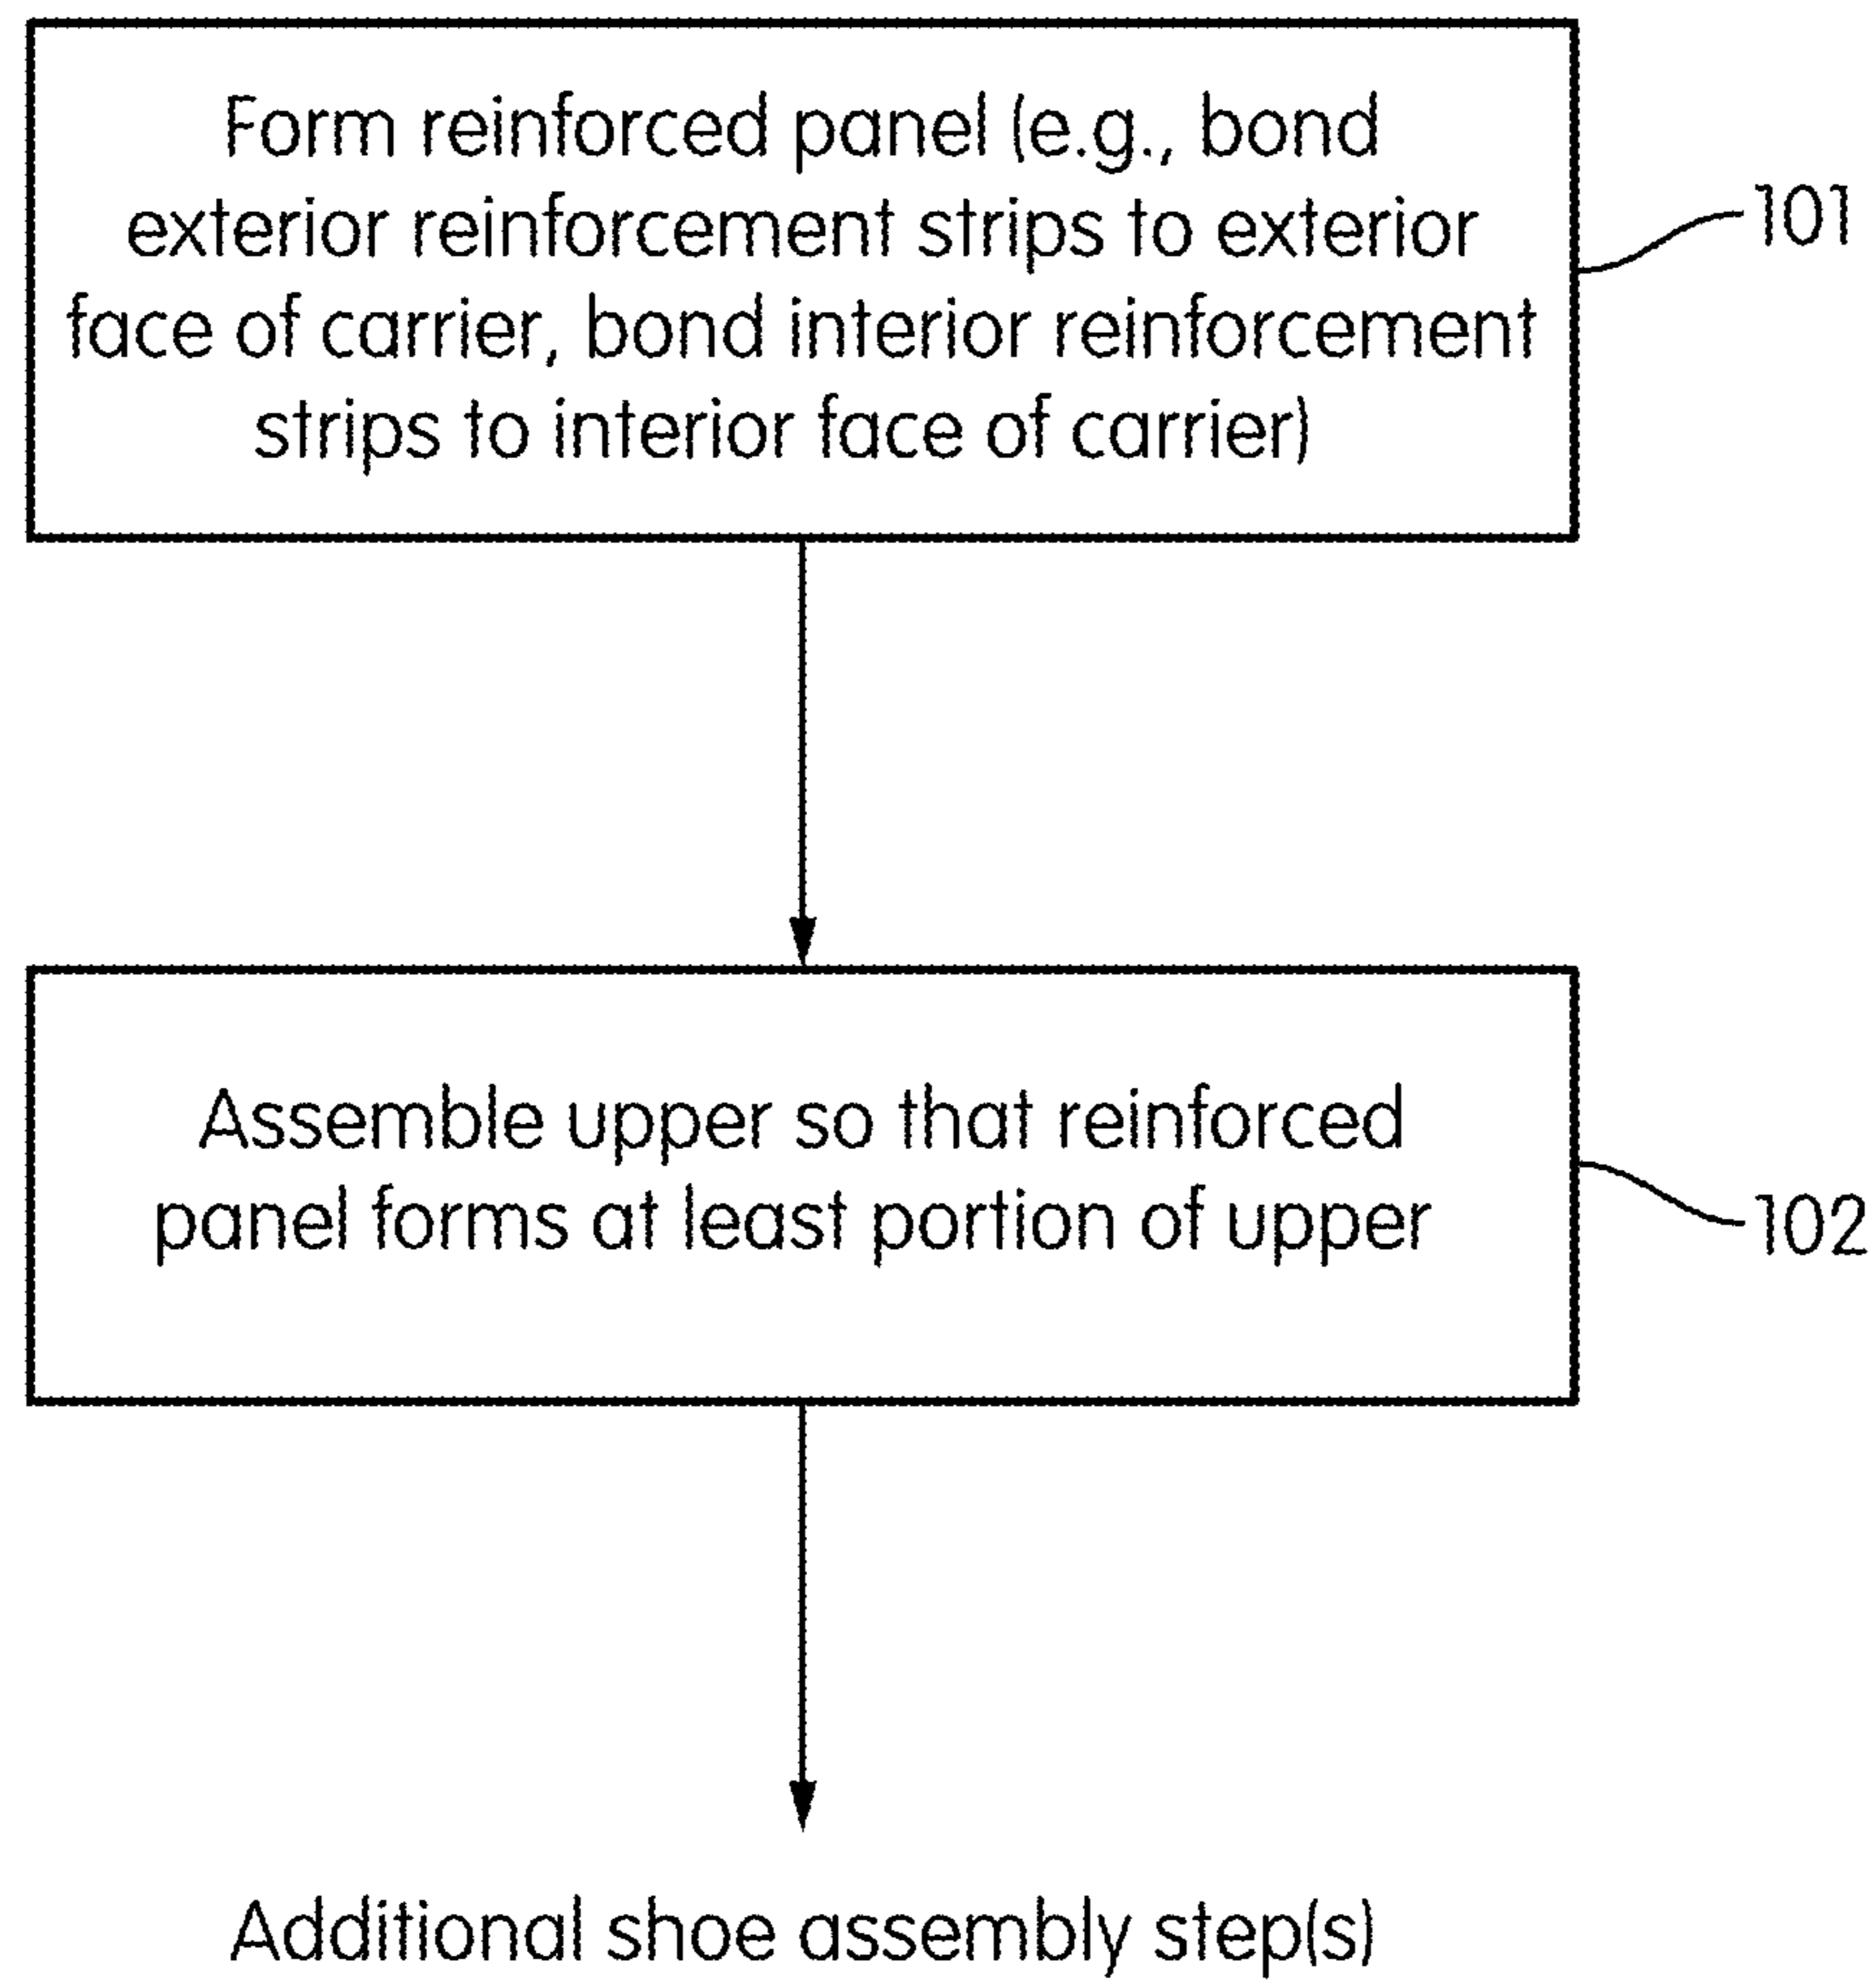 Form reinforced panel (e.g., bond
exterior reinforcement strips to exterior
face of carrier, bond interior reinforcement
strips to interior face of carrier)
101
Assemble upper so that reinforced
panel forms at least portion of upper
102
Additional shoe assembly step(s)